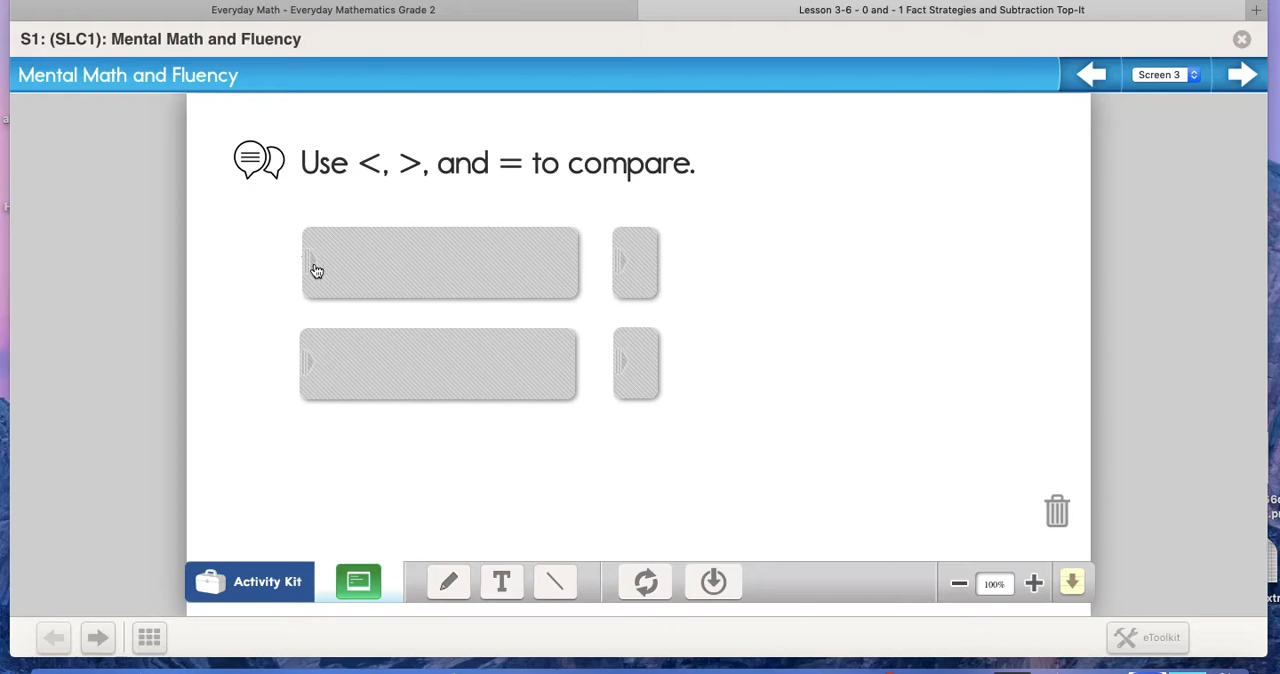 Everyday Math - Everyday Mathematics Grade 2
Lesson 3-6 - 0 and - 1 Fact Strategies and Subtraction Top-It
S1: (SLC1): Mental Math and Fluency
Mental Math and Fluency
Screen 3
Use <, >, and = to compare.
Activity Kit
T
100%
eToolkit